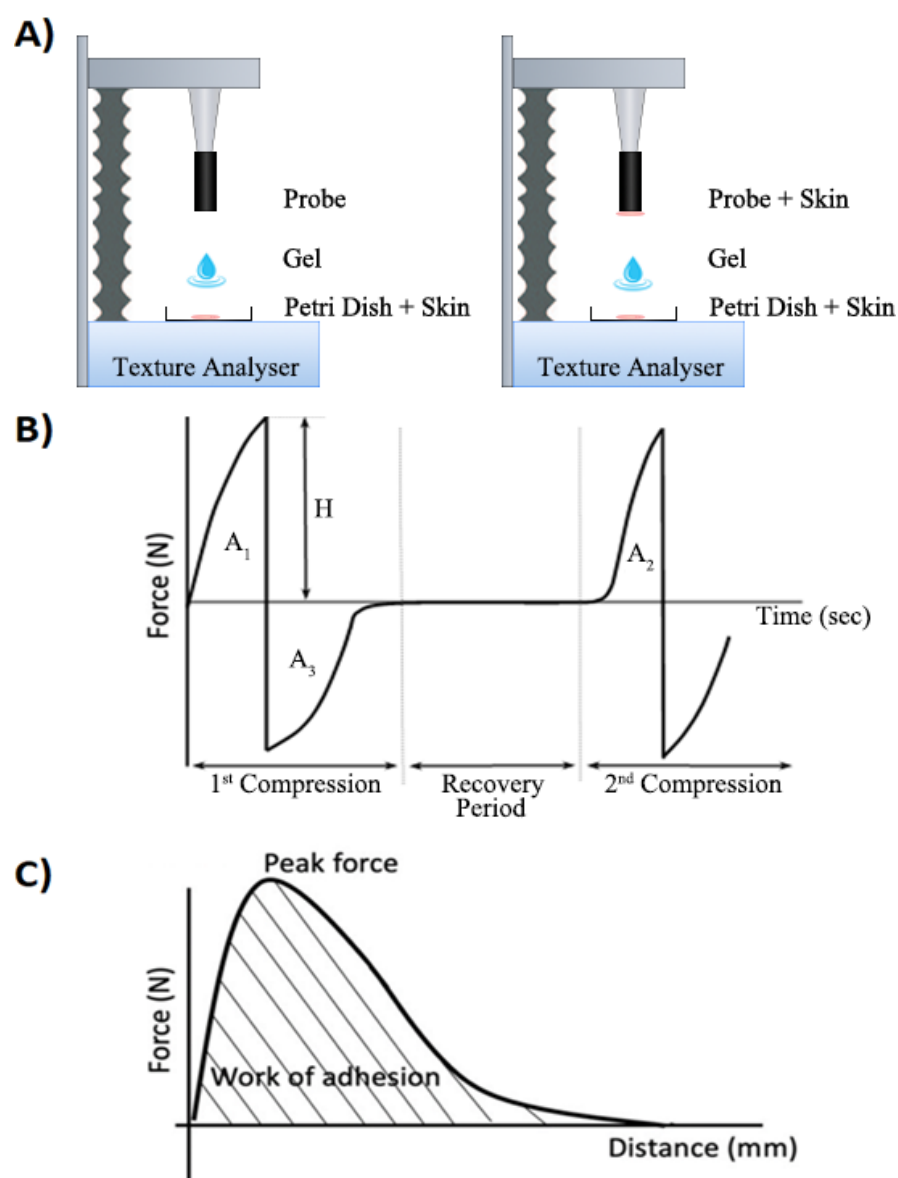 A)
Probe
Gel
Petri Dish + Skin
Texture Analyser
Probe + Skin
Gel
Petri Dish + Skin
Texture Analyser
B)
Force (N)
A1
H
A3
A2
Time (sec)
1st Compression
Recovery
Period
2nd Compression
C)
Peak force
Force (N)
Work of adhesion
Distance (mm)